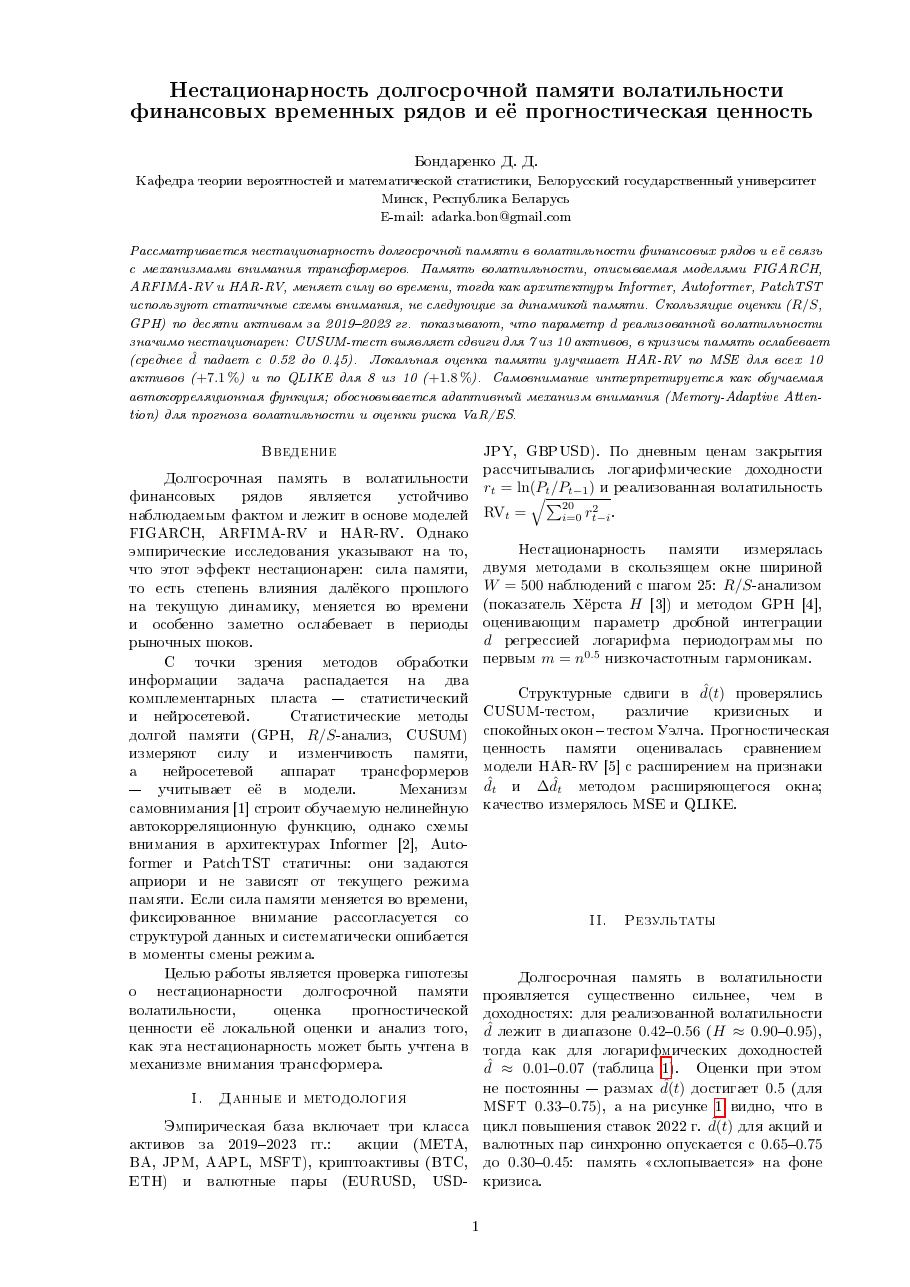 Нестационарность долгосрочной памяти волатильности
финансовых временных рядов и её прогностическая ценность
Бондаренко Д. Д.
Кафедра теории вероятностей и математической статистики, Белорусский государственный университет
Минск, Республика Беларусь
E-mail: adarka.bon@gmail.com
Рассматривается нестационарность долгосрочной памяти в волатильности финансовых рядов и её связь
с механизмами внимания трансформеров. Память волатильности, описываемая моделями FIGARCH,
ARFIMA-RV и HAR-RV, меняет силу во времени, тогда как архитектуры Informer, Autoformer, PatchTST
используют статичные схемы внимания, не следующие за динамикой памяти. Скользящие оценки (R/S,
GPH) по десяти активам за 2019–2023 гг. показывают, что параметр d реализованной волатильности
значимо нестационарен: CUSUM-тест выявляет сдвиги для 7 из 10 активов, в кризисы память ослабевает
(среднее d̂ падает с 0.52 до 0.45). Локальная оценка памяти улучшает HAR-RV по MSE для всех 10
активов (+7.1 %) и по QLIKE для 8 из 10 (+1.8 %). Самовнимание интерпретируется как обучаемая
автокорреляционная функция; обосновывается адаптивный механизм внимания (Memory-Adaptive Atten-
tion) для прогноза волатильности и оценки риска VaR/ES.
Введение
Долгосрочная память в волатильности
финансовых рядов является устойчиво
наблюдаемым фактом и лежит в основе моделей
FIGARCH, ARFIMA-RV и HAR-RV. Однако
эмпирические исследования указывают на то,
что этот эффект нестационарен: сила памяти,
то есть степень влияния далёкого прошлого
на текущую динамику, меняется во времени
и особенно заметно ослабевает в периоды
рыночных шоков.
С точки зрения методов обработки
информации задача распадается на два
комплементарных пласта — статистический
и нейросетевой. Статистические методы
долгой памяти (GPH, R/S-анализ, CUSUM)
измеряют силу и изменчивость памяти,
а нейросетевой аппарат трансформеров
— учитывает её в модели. Механизм
самовнимания [1] строит обучаемую нелинейную
автокорреляционную функцию, однако схемы
внимания в архитектурах Informer [2], Auto-
former и PatchTST статичны: они задаются
априори и не зависят от текущего режима
памяти. Если сила памяти меняется во времени,
фиксированное внимание рассогласуется со
структурой данных и систематически ошибается
в моменты смены режима.
Целью работы является проверка гипотезы
о нестационарности долгосрочной памяти
волатильности, оценка прогностической
ценности её локальной оценки и анализ того,
как эта нестационарность может быть учтена в
механизме внимания трансформера.
I. Данные и методология
Эмпирическая база включает три класса
активов за 2019–2023 гг.: акции (META,
BA, JPM, AAPL, MSFT), криптоактивы (BTC,
ETH) и валютные пары (EURUSD, USD-
JPY, GBPUSD). По дневным ценам закрытия
рассчитывались логарифмические доходности
r_t = ln(P_t/P_{t−1}) и реализованная волатильность
RV_t = √(∑_{i=0}^{20} r²_{t−i}).
Нестационарность памяти измерялась
двумя методами в скользящем окне шириной
W = 500 наблюдений с шагом 25: R/S-анализом
(показатель Хёрста H [3]) и методом GPH [4],
оценивающим параметр дробной интеграции
d регрессией логарифма периодограммы по
первым m = n^{0.5} низкочастотным гармоникам.
Структурные сдвиги в d̂(t) проверялись
CUSUM-тестом, различие кризисных и
спокойных окон – тестом Уэлча. Прогностическая
ценность памяти оценивалась сравнением
модели HAR-RV [5] с расширением на признаки
d̂_t и Δd̂_t методом расширяющегося окна;
качество измерялось MSE и QLIKE.
II. Результаты
Долгосрочная память в волатильности
проявляется существенно сильнее, чем в
доходностях: для реализованной волатильности
d̂ лежит в диапазоне 0.42–0.56 (H ≈ 0.90–0.95),
тогда как для логарифмических доходностей
d̂ ≈ 0.01–0.07 (таблица 1). Оценки при этом
не постоянны — размах d̂(t) достигает 0.5 (для
MSFT 0.33–0.75), а на рисунке 1 видно, что в
цикл повышения ставок 2022 г. d̂(t) для акций и
валютных пар синхронно опускается с 0.65–0.75
до 0.30–0.45: память «схлопывается» на фоне
кризиса.
1